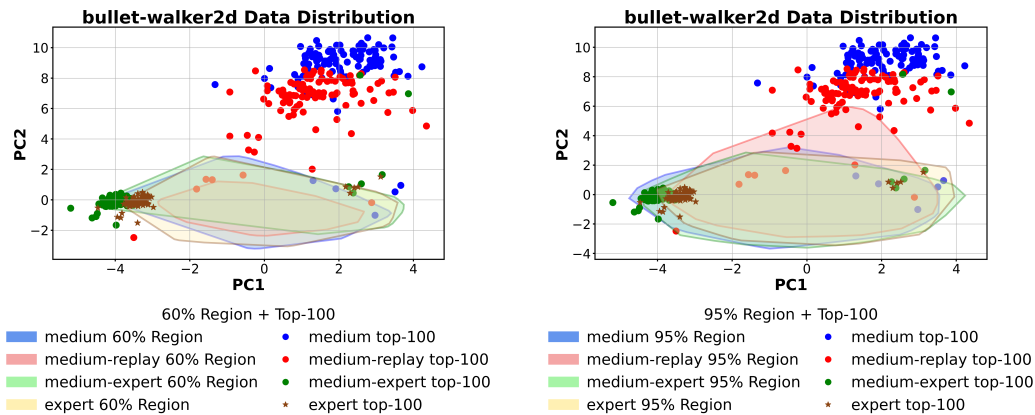 bullet-walker2d Data Distribution
10
8
6
4
2
0
−2
PC2
−4
−2
0
2
4
PC1
60% Region + Top-100
medium 60% Region
medium-replay 60% Region
medium-expert 60% Region
expert 60% Region
medium top-100
medium-replay top-100
medium-expert top-100
expert top-100
bullet-walker2d Data Distribution
10
8
6
4
2
0
−2
−4
PC2
−4
−2
0
2
4
PC1
95% Region + Top-100
medium 95% Region
medium-replay 95% Region
medium-expert 95% Region
expert 95% Region
medium top-100
medium-replay top-100
medium-expert top-100
expert top-100